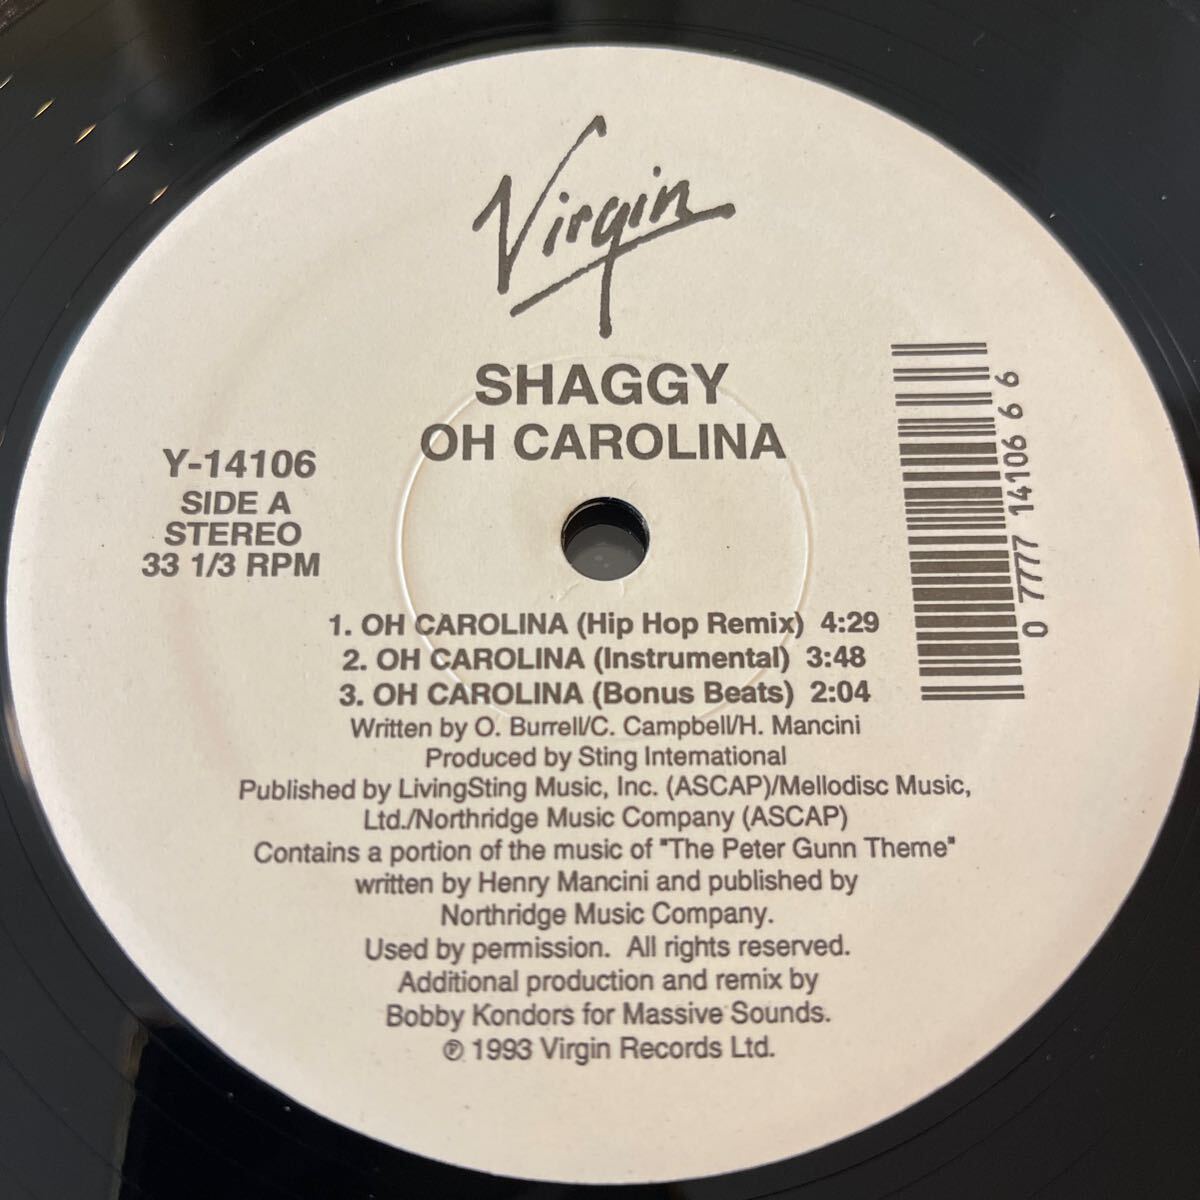 Virgin
SHAGGY
OH CAROLINA
Y-14106
SIDE A
STEREO
33 1/3 RPM
0 7777 14106 6 6
1. OH CAROLINA (Hip Hop Remix) 4:29
2. OH CAROLINA (Instrumental) 3:48
3. OH CAROLINA (Bonus Beats) 2:04
Written by O. Burrell/C. Campbell/H. Mancini
Produced by Sting International
Published by LivingSting Music, Inc. (ASCAP)/Mellodisc Music,
Ltd./Northridge Music Company (ASCAP)
Contains a portion of the music of "The Peter Gunn Theme"
written by Henry Mancini and published by
Northridge Music Company.
Used by permission. All rights reserved.
Additional production and remix by
Bobby Kondors for Massive Sounds.
℗ 1993 Virgin Records Ltd.